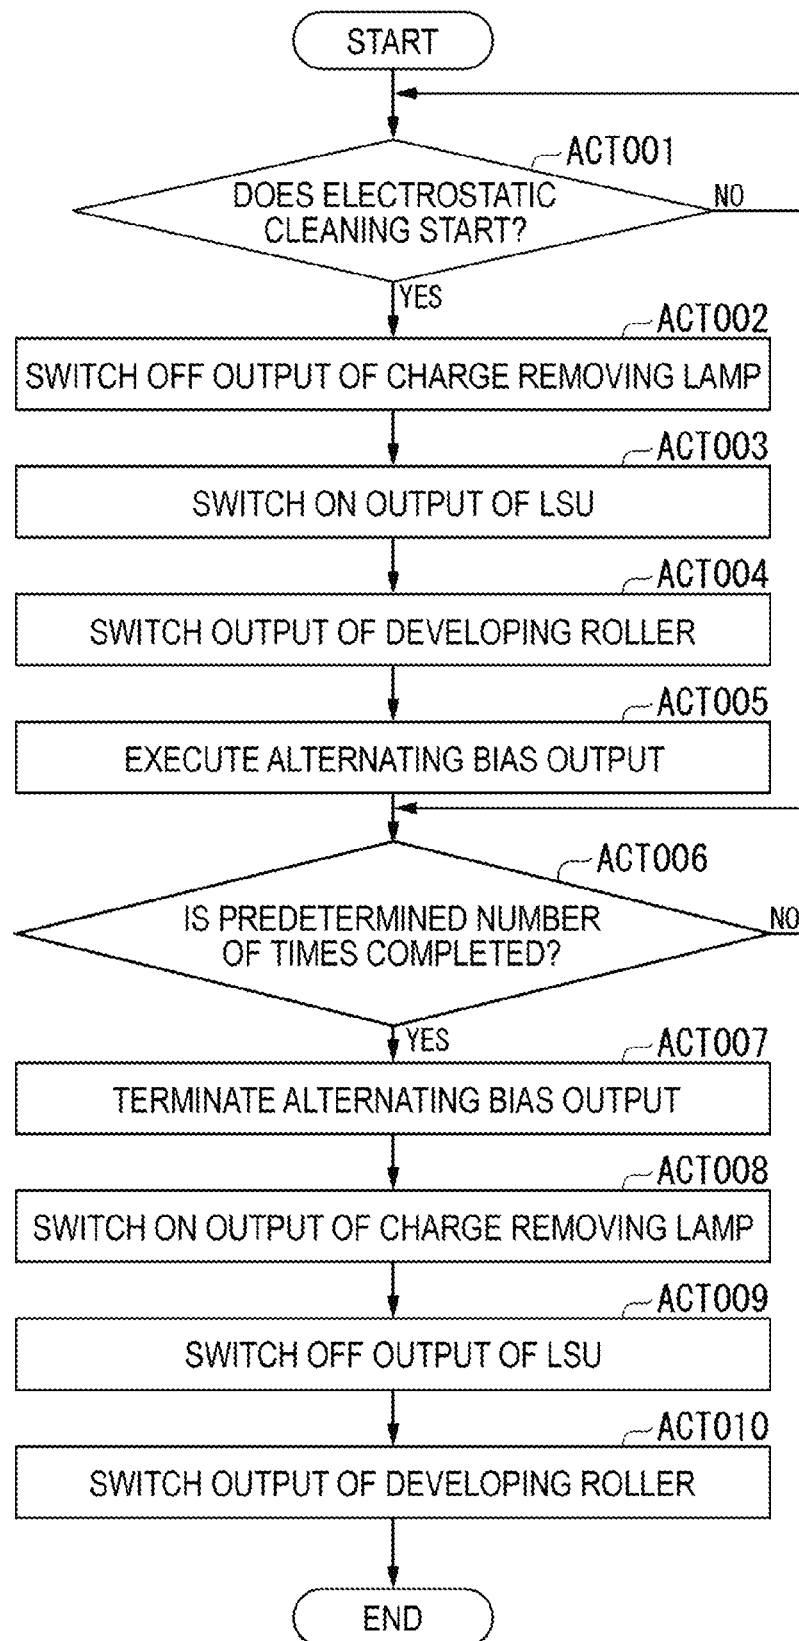 START
ACT001
DOES ELECTROSTATIC
CLEANING START?
NO
YES
ACT002
SWITCH OFF OUTPUT OF CHARGE REMOVING LAMP
ACT003
SWITCH ON OUTPUT OF LSU
ACT004
SWITCH OUTPUT OF DEVELOPING ROLLER
ACT005
EXECUTE ALTERNATING BIAS OUTPUT
ACT006
IS PREDETERMINED NUMBER
OF TIMES COMPLETED?
NO
YES
ACT007
TERMINATE ALTERNATING BIAS OUTPUT
ACT008
SWITCH ON OUTPUT OF CHARGE REMOVING LAMP
ACT009
SWITCH OFF OUTPUT OF LSU
ACT010
SWITCH OUTPUT OF DEVELOPING ROLLER
END